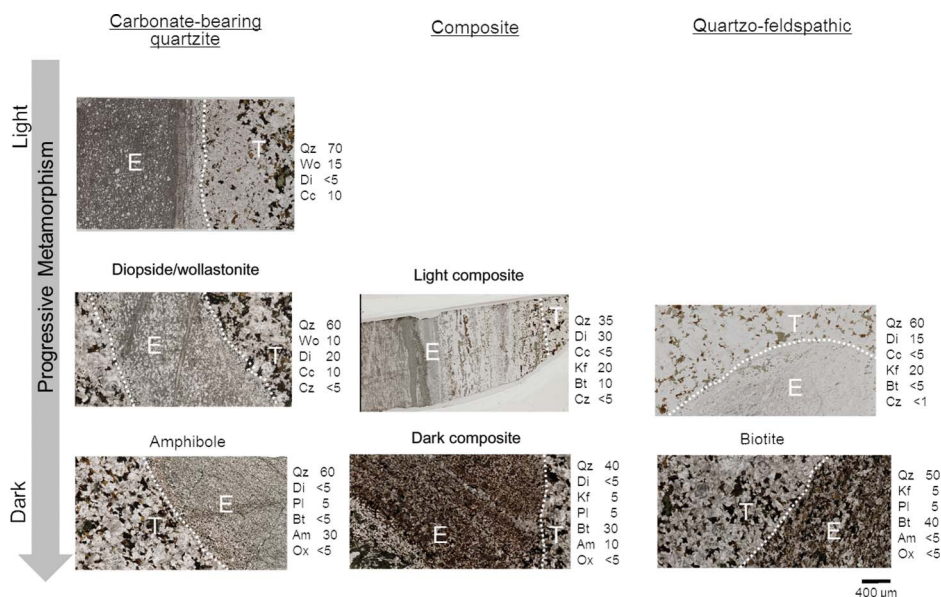 Carbonate-bearing
quartzite
Composite
Quartzo-feldspathic
Light
Progressive Metamorphism
Dark
E
T
Qz 70
Wo 15
Di <5
Cc 10
Diopside/wollastonite
E
T
Qz 60
Wo 10
Di 20
Cc 10
Cz <5
Light composite
E
T
Qz 35
Di 30
Cc <5
Kf 20
Bt 10
Cz <5
T
E
Qz 60
Di 15
Cc <5
Kf 20
Bt <5
Cz <1
Amphibole
T
E
Qz 60
Di <5
Pl 5
Bt <5
Am 30
Ox <5
Dark composite
E
T
Qz 40
Di <5
Kf 5
Pl 5
Bt 30
Am 10
Ox <5
Biotite
T
E
Qz 50
Kf 5
Pl 5
Bt 40
Am <5
Ox <5
400 µm